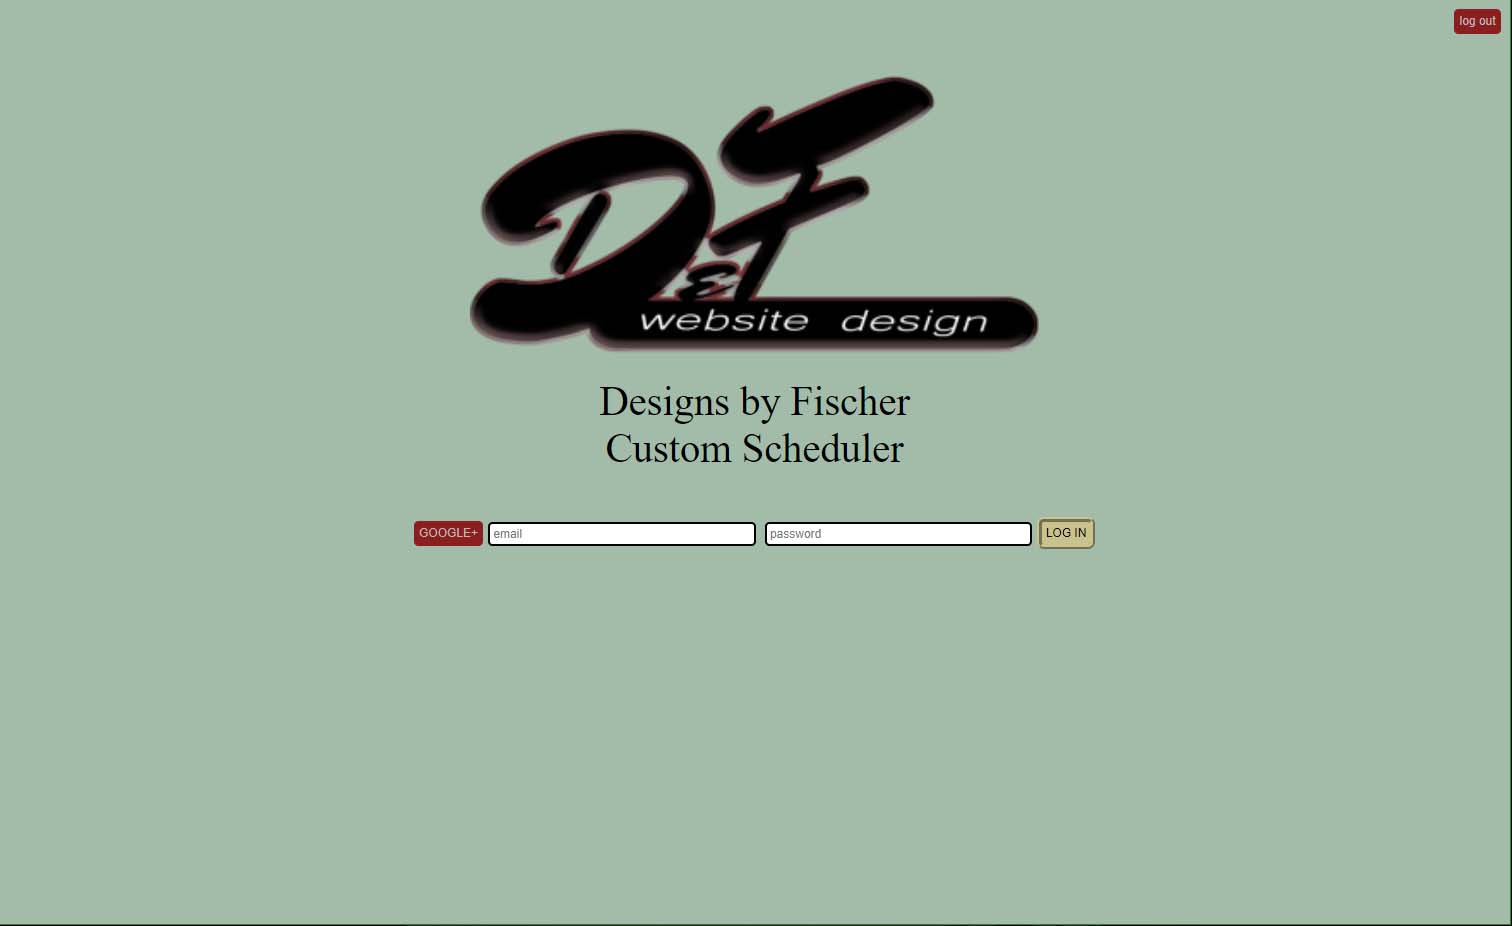 log out
D&F
website design
Designs by Fischer
Custom Scheduler
GOOGLE+ email password LOG IN